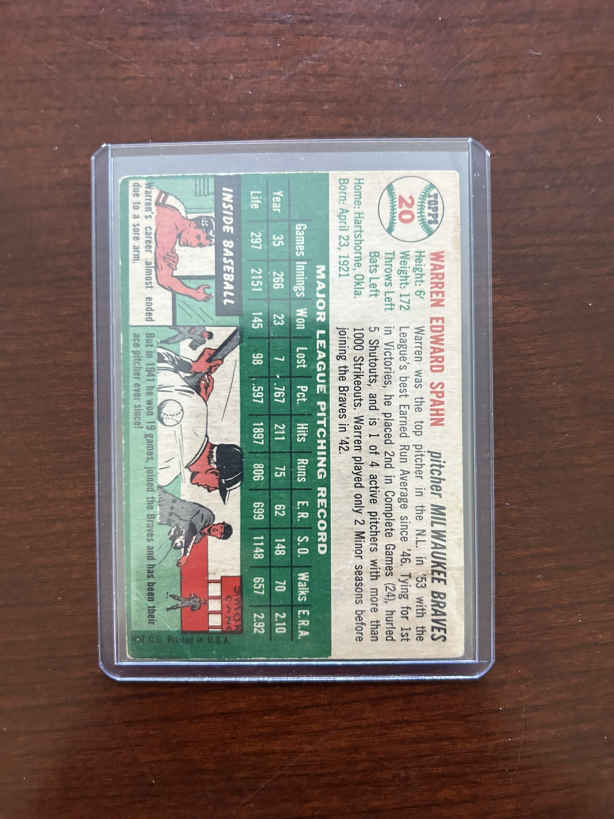 TOPPS
20
WARREN EDWARD SPAHN
pitcher MILWAUKEE BRAVES
Height: 6'
Weight: 172
Throws Left
Bats Left
Home: Hartshorne, Okla.
Born: April 23, 1921
Warren was the top pitcher in the N.L. in '53 with the
League's best Earned Run Average since '46. Tying for 1st
in Victories, he placed 2nd in Complete Games (24), hurled
5 Shutouts, and is 1 of 4 active pitchers with more than
1000 Strikeouts. Warren played only 2 Minor seasons before
joining the Braves in '42.
MAJOR LEAGUE PITCHING RECORD
Games Innings Won Lost Pct. Hits Runs E.R. S.O. Walks E.R.A.
Year 35 266 23 7 .767 211 75 62 148 70 2.10
Life 297 2151 145 98 .597 1897 806 699 1148 657 2.92
INSIDE BASEBALL
Warren's career almost ended
due to a sore arm.
But in 1941 he won 19 games, joined the Braves and has been their
ace pitcher ever since!
©T.C.G. Printed in U.S.A.